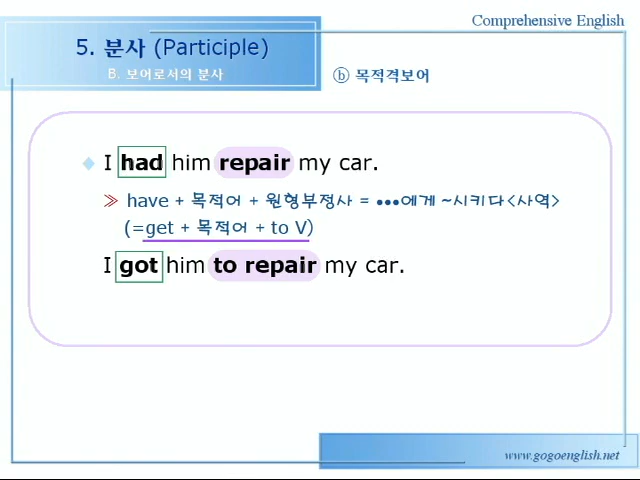 Comprehensive English
5. 분사 (Participle)
B. 보어로서의 분사
ⓑ 목적격보어
◆ I had him repair my car.
≫ have + 목적어 + 원형부정사 = •••에게 ~시키다<사역>
(=get + 목적어 + to V)
I got him to repair my car.
www.gogoenglish.net